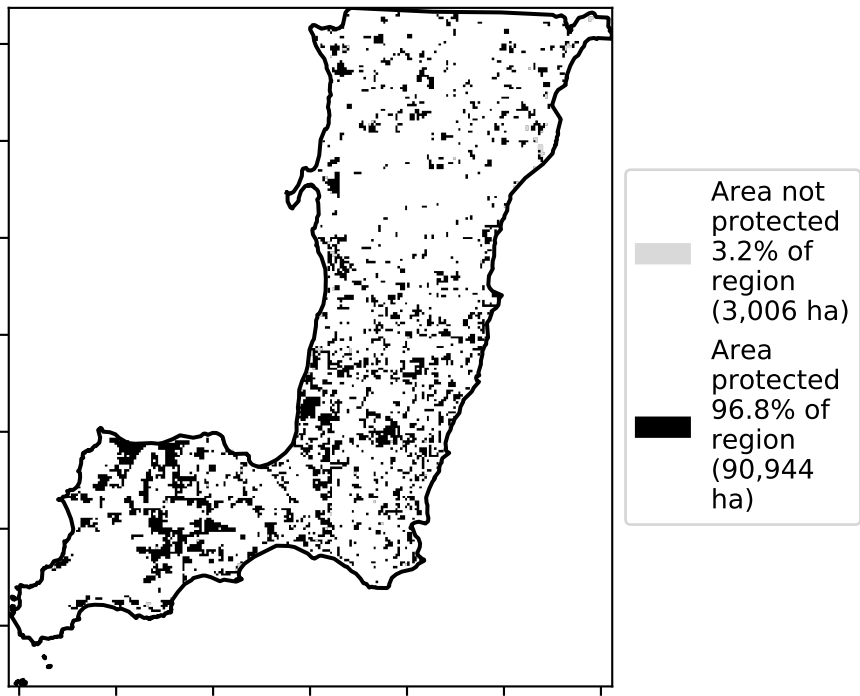 Area not
protected
3.2% of
region
(3,006 ha)
Area
protected
96.8% of
region
(90,944
ha)